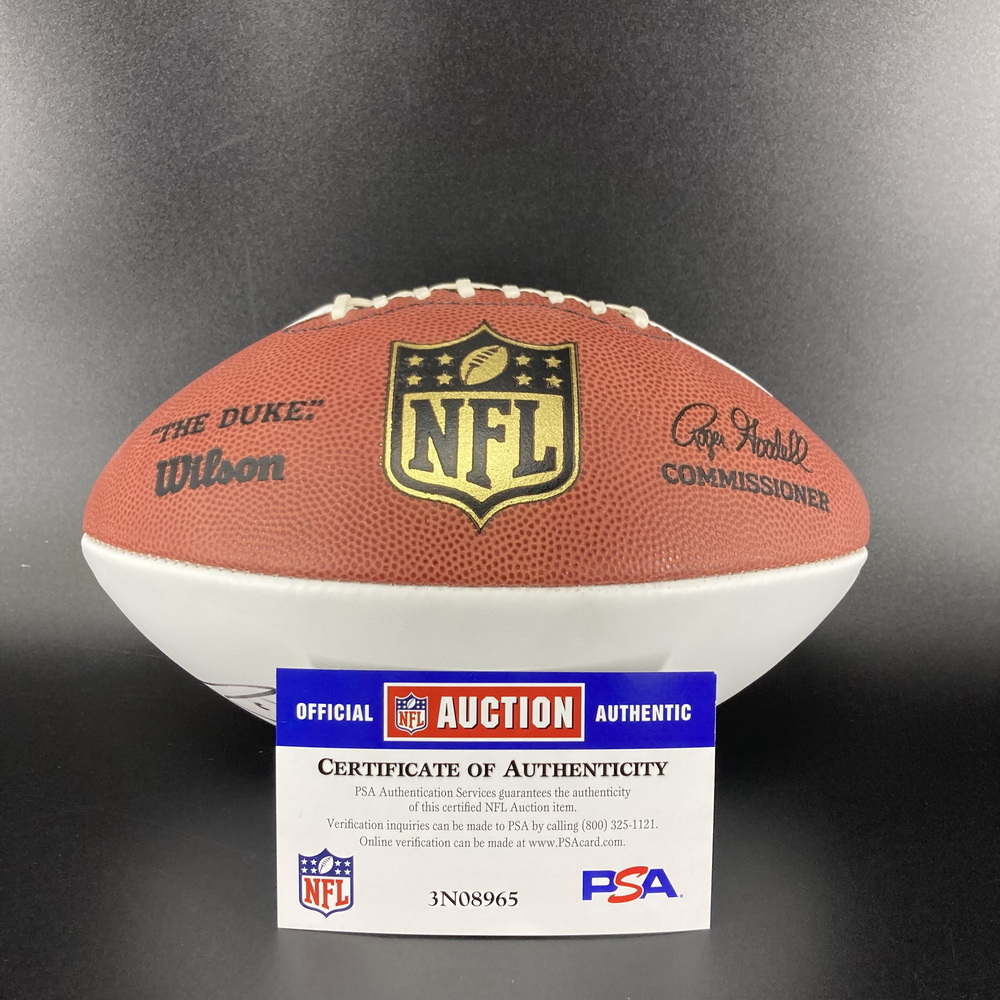 "THE DUKE."
Wilson
NFL
Roger Goodell
COMMISSIONER
OFFICIAL NFL AUCTION AUTHENTIC
CERTIFICATE OF AUTHENTICITY
PSA Authentication Services guarantees the authenticity
of this certified NFL Auction item.
Verification inquiries can be made to PSA by calling (800) 325-1121.
Online verification can be made at www.PSAcard.com.
NFL
3N08965
PSA